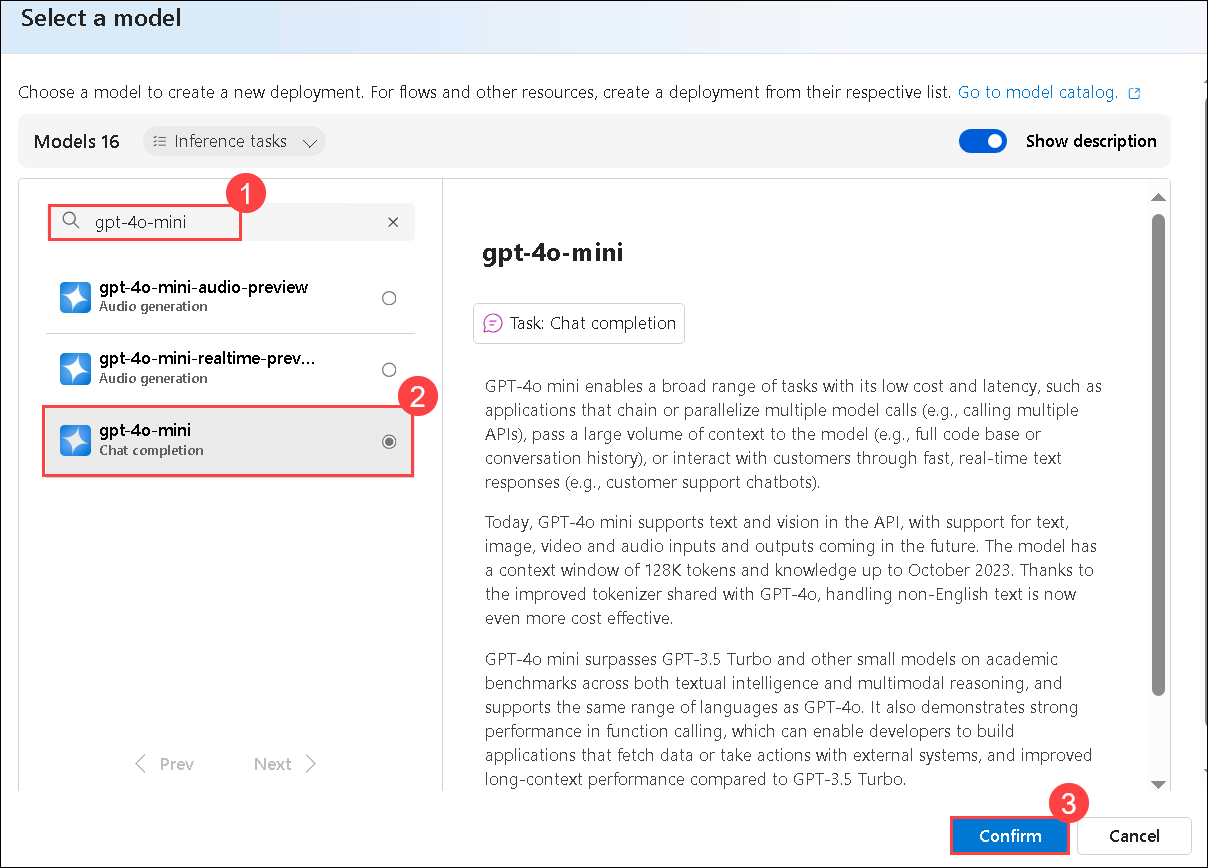 Select a model
Choose a model to create a new deployment. For flows and other resources, create a deployment from their respective list. Go to model catalog.
Models 16
Inference tasks
Show description
1
gpt-4o-mini
gpt-4o-mini-audio-preview
Audio generation
gpt-4o-mini-realtime-prev...
Audio generation
2
gpt-4o-mini
Chat completion
Prev
Next
gpt-4o-mini
Task: Chat completion
GPT-4o mini enables a broad range of tasks with its low cost and latency, such as
applications that chain or parallelize multiple model calls (e.g., calling multiple
APIs), pass a large volume of context to the model (e.g., full code base or
conversation history), or interact with customers through fast, real-time text
responses (e.g., customer support chatbots).
Today, GPT-4o mini supports text and vision in the API, with support for text,
image, video and audio inputs and outputs coming in the future. The model has
a context window of 128K tokens and knowledge up to October 2023. Thanks to
the improved tokenizer shared with GPT-4o, handling non-English text is now
even more cost effective.
GPT-4o mini surpasses GPT-3.5 Turbo and other small models on academic
benchmarks across both textual intelligence and multimodal reasoning, and
supports the same range of languages as GPT-4o. It also demonstrates strong
performance in function calling, which can enable developers to build
applications that fetch data or take actions with external systems, and improved
long-context performance compared to GPT-3.5 Turbo.
3
Confirm
Cancel